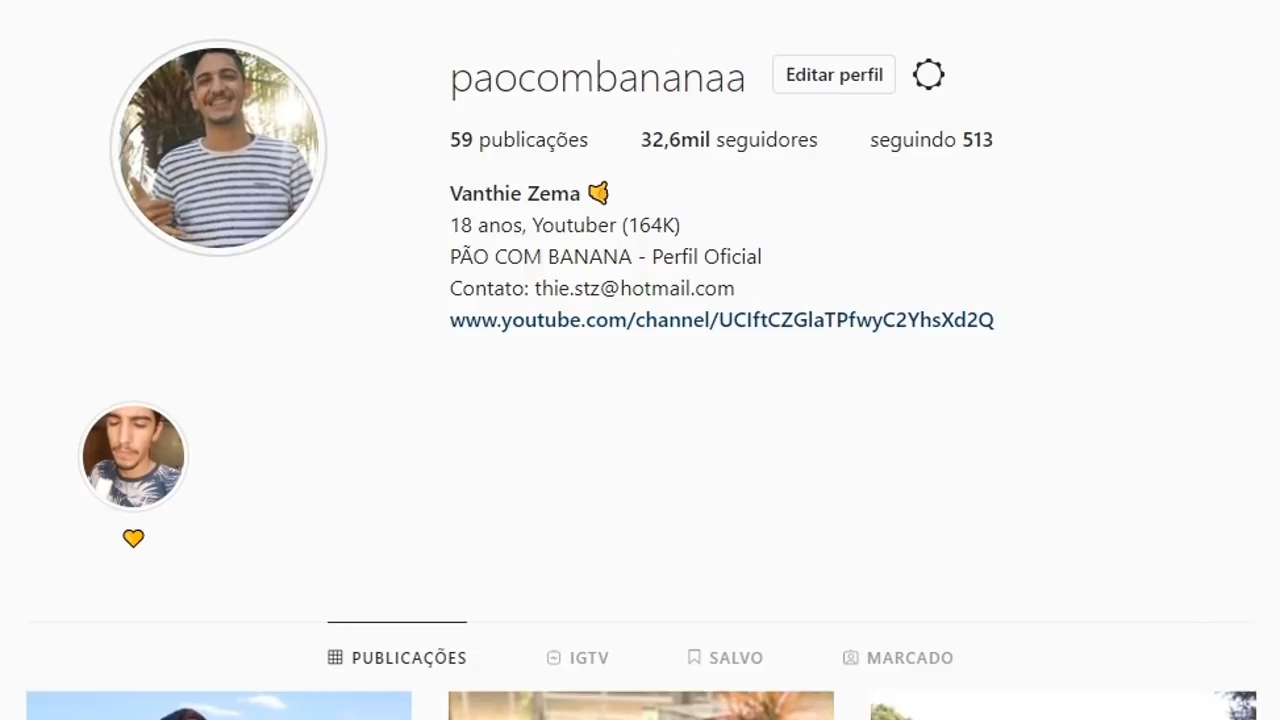 paocombananaa Editar perfil
59 publicações 32,6mil seguidores seguindo 513
Vanthie Zema 🤙
18 anos, Youtuber (164K)
PÃO COM BANANA - Perfil Oficial
Contato: thie.stz@hotmail.com
www.youtube.com/channel/UCIftCZGlaTPfwyC2YhsXd2Q
💛
PUBLICAÇÕES IGTV SALVO MARCADO